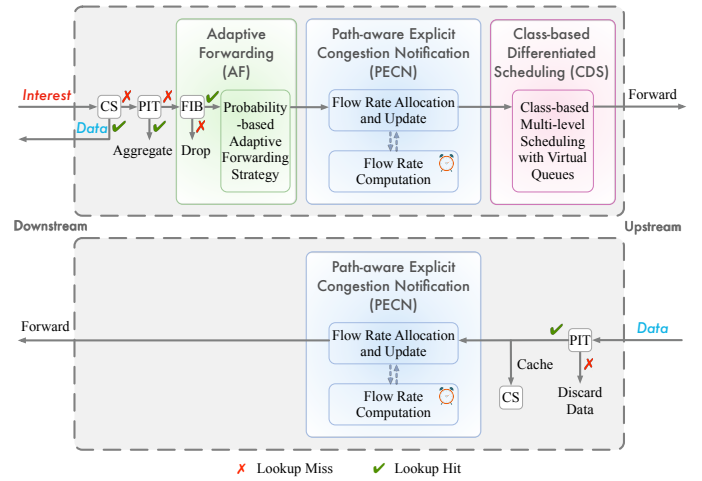 Adaptive
Forwarding
(AF)
Path-aware Explicit
Congestion Notification
(PECN)
Class-based
Differentiated
Scheduling (CDS)
Interest
CS
PIT
FIB
Data
Aggregate
Drop
Probability
-based
Adaptive
Forwarding
Strategy
Flow Rate Allocation
and Update
Flow Rate
Computation
Class-based
Multi-level
Scheduling
with Virtual
Queues
Forward
Downstream
Upstream
Path-aware Explicit
Congestion Notification
(PECN)
Forward
Flow Rate Allocation
and Update
Flow Rate
Computation
Cache
CS
PIT
Data
Discard
Data
✗ Lookup Miss
✔ Lookup Hit